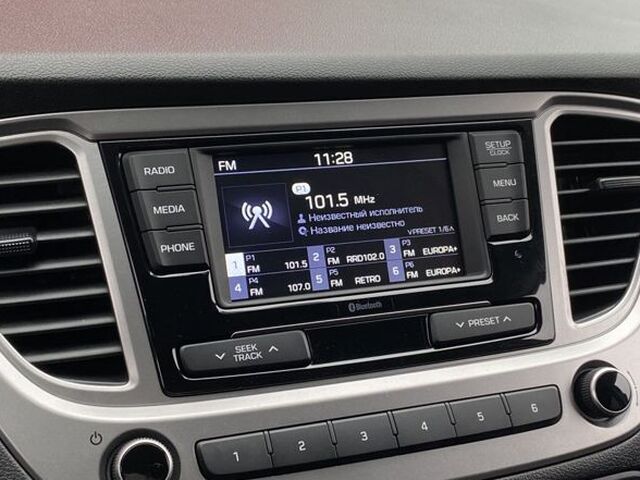 RADIO
MEDIA
PHONE
FM 11:28
P1
101.5 MHz
Неизвестный исполнитель
Название неизвестно
PRESET 1/6
1 P1 FM 101.5 2 P2 FM RRD102.0 3 P3 FM EUROPA+
4 P4 FM 107.0 5 P5 FM RETRO 6 P6 FM EUROPA+
SETUP
CLOCK
MENU
BACK
Bluetooth
SEEK
TRACK
PRESET
1 2 3 4 5 6